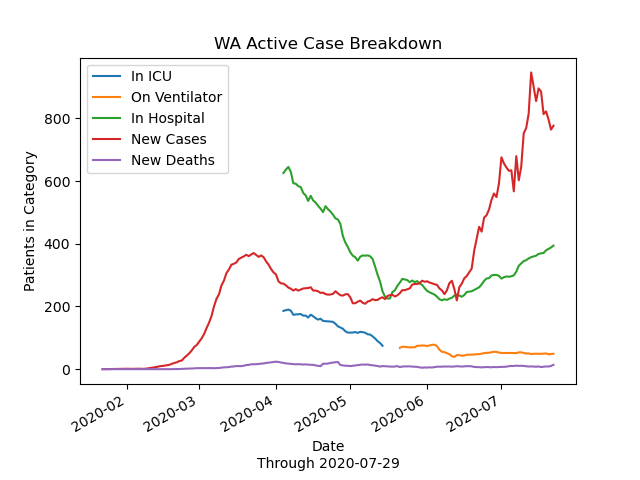 WA Active Case Breakdown
In ICU
On Ventilator
In Hospital
New Cases
New Deaths
Patients in Category
800
600
400
200
0
2020-02
2020-03
2020-04
2020-05
2020-06
2020-07
Date
Through 2020-07-29